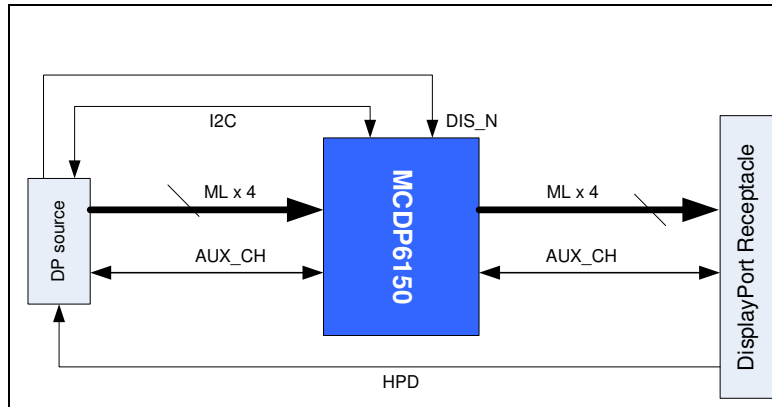 I2C
DIS_N
ML x 4
ML x 4
DP source
MCDP6150
DisplayPort Receptacle
AUX_CH
AUX_CH
HPD